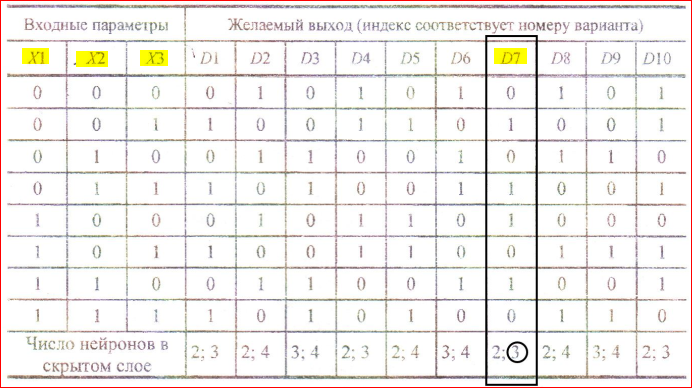 Входные параметры Желаемый выход (индекс соответствует номеру варианта)
X1 X2 X3 D1 D2 D3 D4 D5 D6 D7 D8 D9 D10
0 0 0 0 1 0 1 0 1 0 1 0 1
0 0 1 1 0 0 1 1 0 1 0 0 1
0 1 0 0 1 1 0 0 1 0 1 1 0
0 1 1 1 0 1 0 0 1 1 0 0 1
1 0 0 0 1 0 1 1 0 1 0 0 0
1 0 1 1 0 0 1 1 0 0 1 1 1
1 1 0 0 1 1 0 0 1 1 0 0 1
1 1 1 1 0 1 0 1 0 0 1 1 0
Число нейронов в
скрытом слое 2; 3 2; 4 3; 4 2; 3 2; 4 3; 4 2; 3 2; 4 3; 4 2; 3